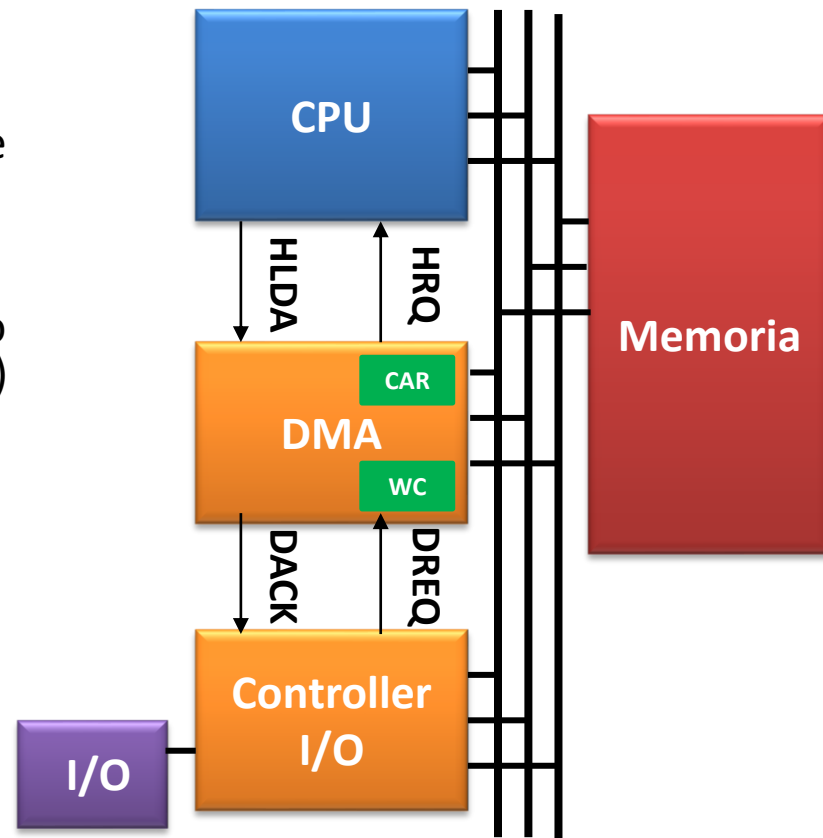 CPU
e
HLDA
HRQ
Memoria
o
)
CAR
DMA
WC
DACK
DREQ
Controller
I/O
I/O